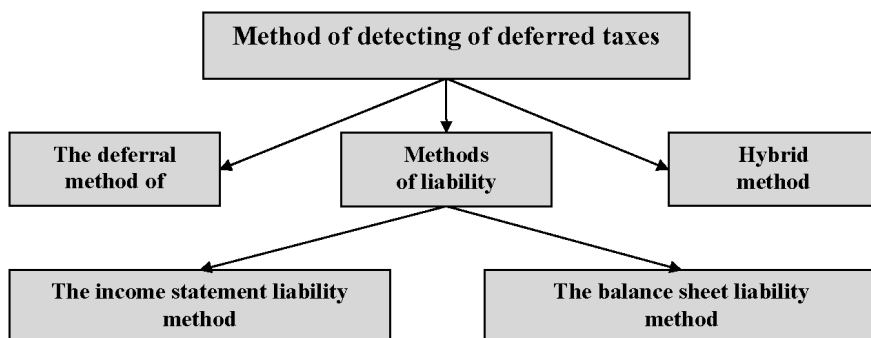 Method of detecting of deferred taxes
The deferral
method of
Methods
of liability
Hybrid
method
The income statement liability
method
The balance sheet liability
method